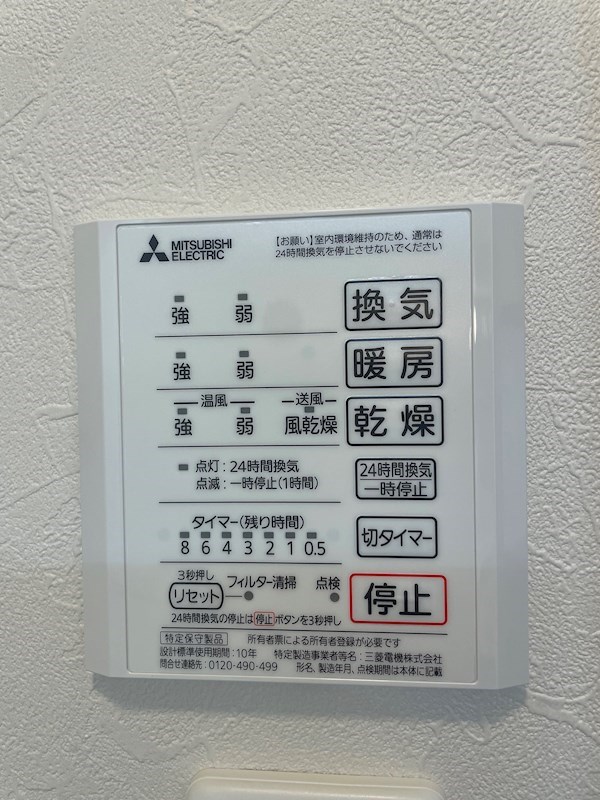 MITSUBISHI
ELECTRIC
【お願い】室内環境維持のため、通常は
24時間換気を停止させないでください
強 弱 換気
強 弱 暖房
温風 送風
強 弱 風乾燥 乾燥
点灯：24時間換気
点滅：一時停止(1時間)
24時間換気
一時停止
タイマー(残り時間)
8 6 4 3 2 1 0.5
切タイマー
3秒押し
リセット フィルター清掃 点検
停止
24時間換気の停止は停止ボタンを3秒押し
特定保守製品 所有者票による所有者登録が必要です
設計標準使用期間：10年 特定製造事業者等名：三菱電機株式会社
問合せ連絡先：0120-490-499 形名、製造年月、点検期間は本体に記載